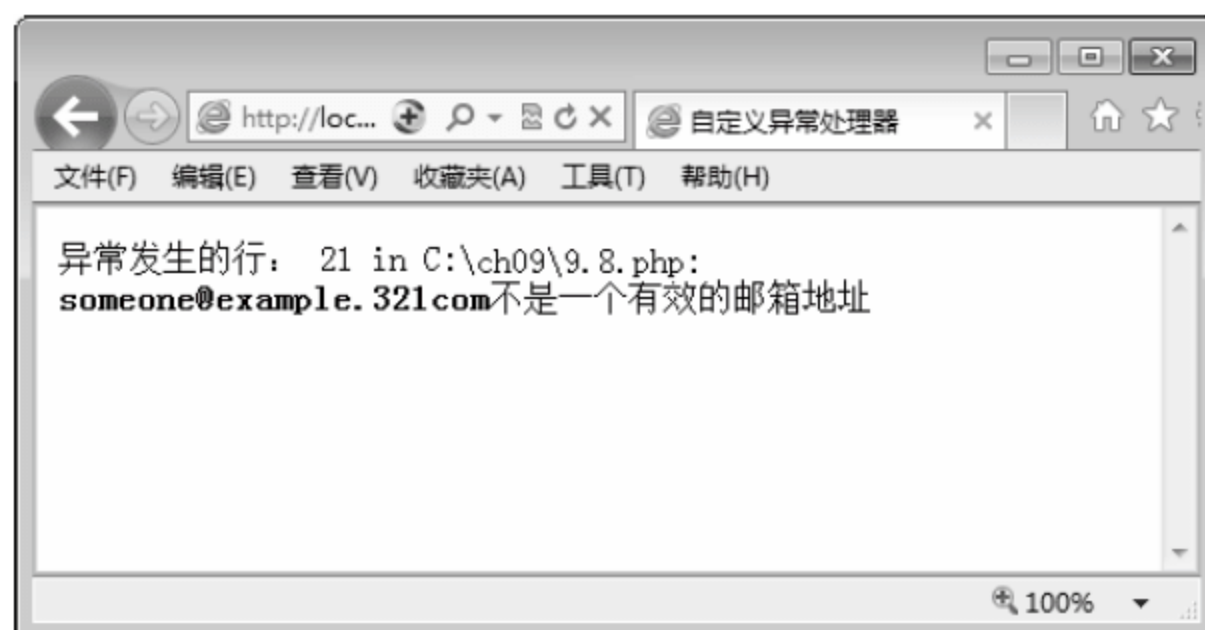 http://loc... 自定义异常处理器
文件(F) 编辑(E) 查看(V) 收藏夹(A) 工具(T) 帮助(H)
异常发生的行： 21 in C:\ch09\9.8.php:
someone@example.321com不是一个有效的邮箱地址
100%